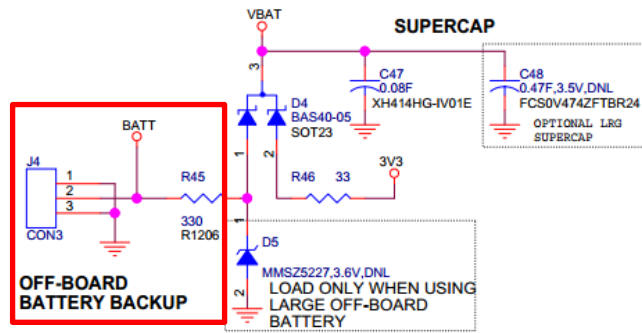 VBAT
SUPERCAP
3
C47
0.08F
XH414HG-IV01E
C48
0.47F,3.5V,DNL
FCS0V474ZFTBR24
OPTIONAL LRG
SUPERCAP
D4
BAS40-05
SOT23
BATT
J4
1
2
3
CON3
R45
330
R1206
1
2
R46
33
3V3
1
D5
MMSZ5227,3.6V,DNL
2
LOAD ONLY WHEN USING
LARGE OFF-BOARD
BATTERY
OFF-BOARD
BATTERY BACKUP